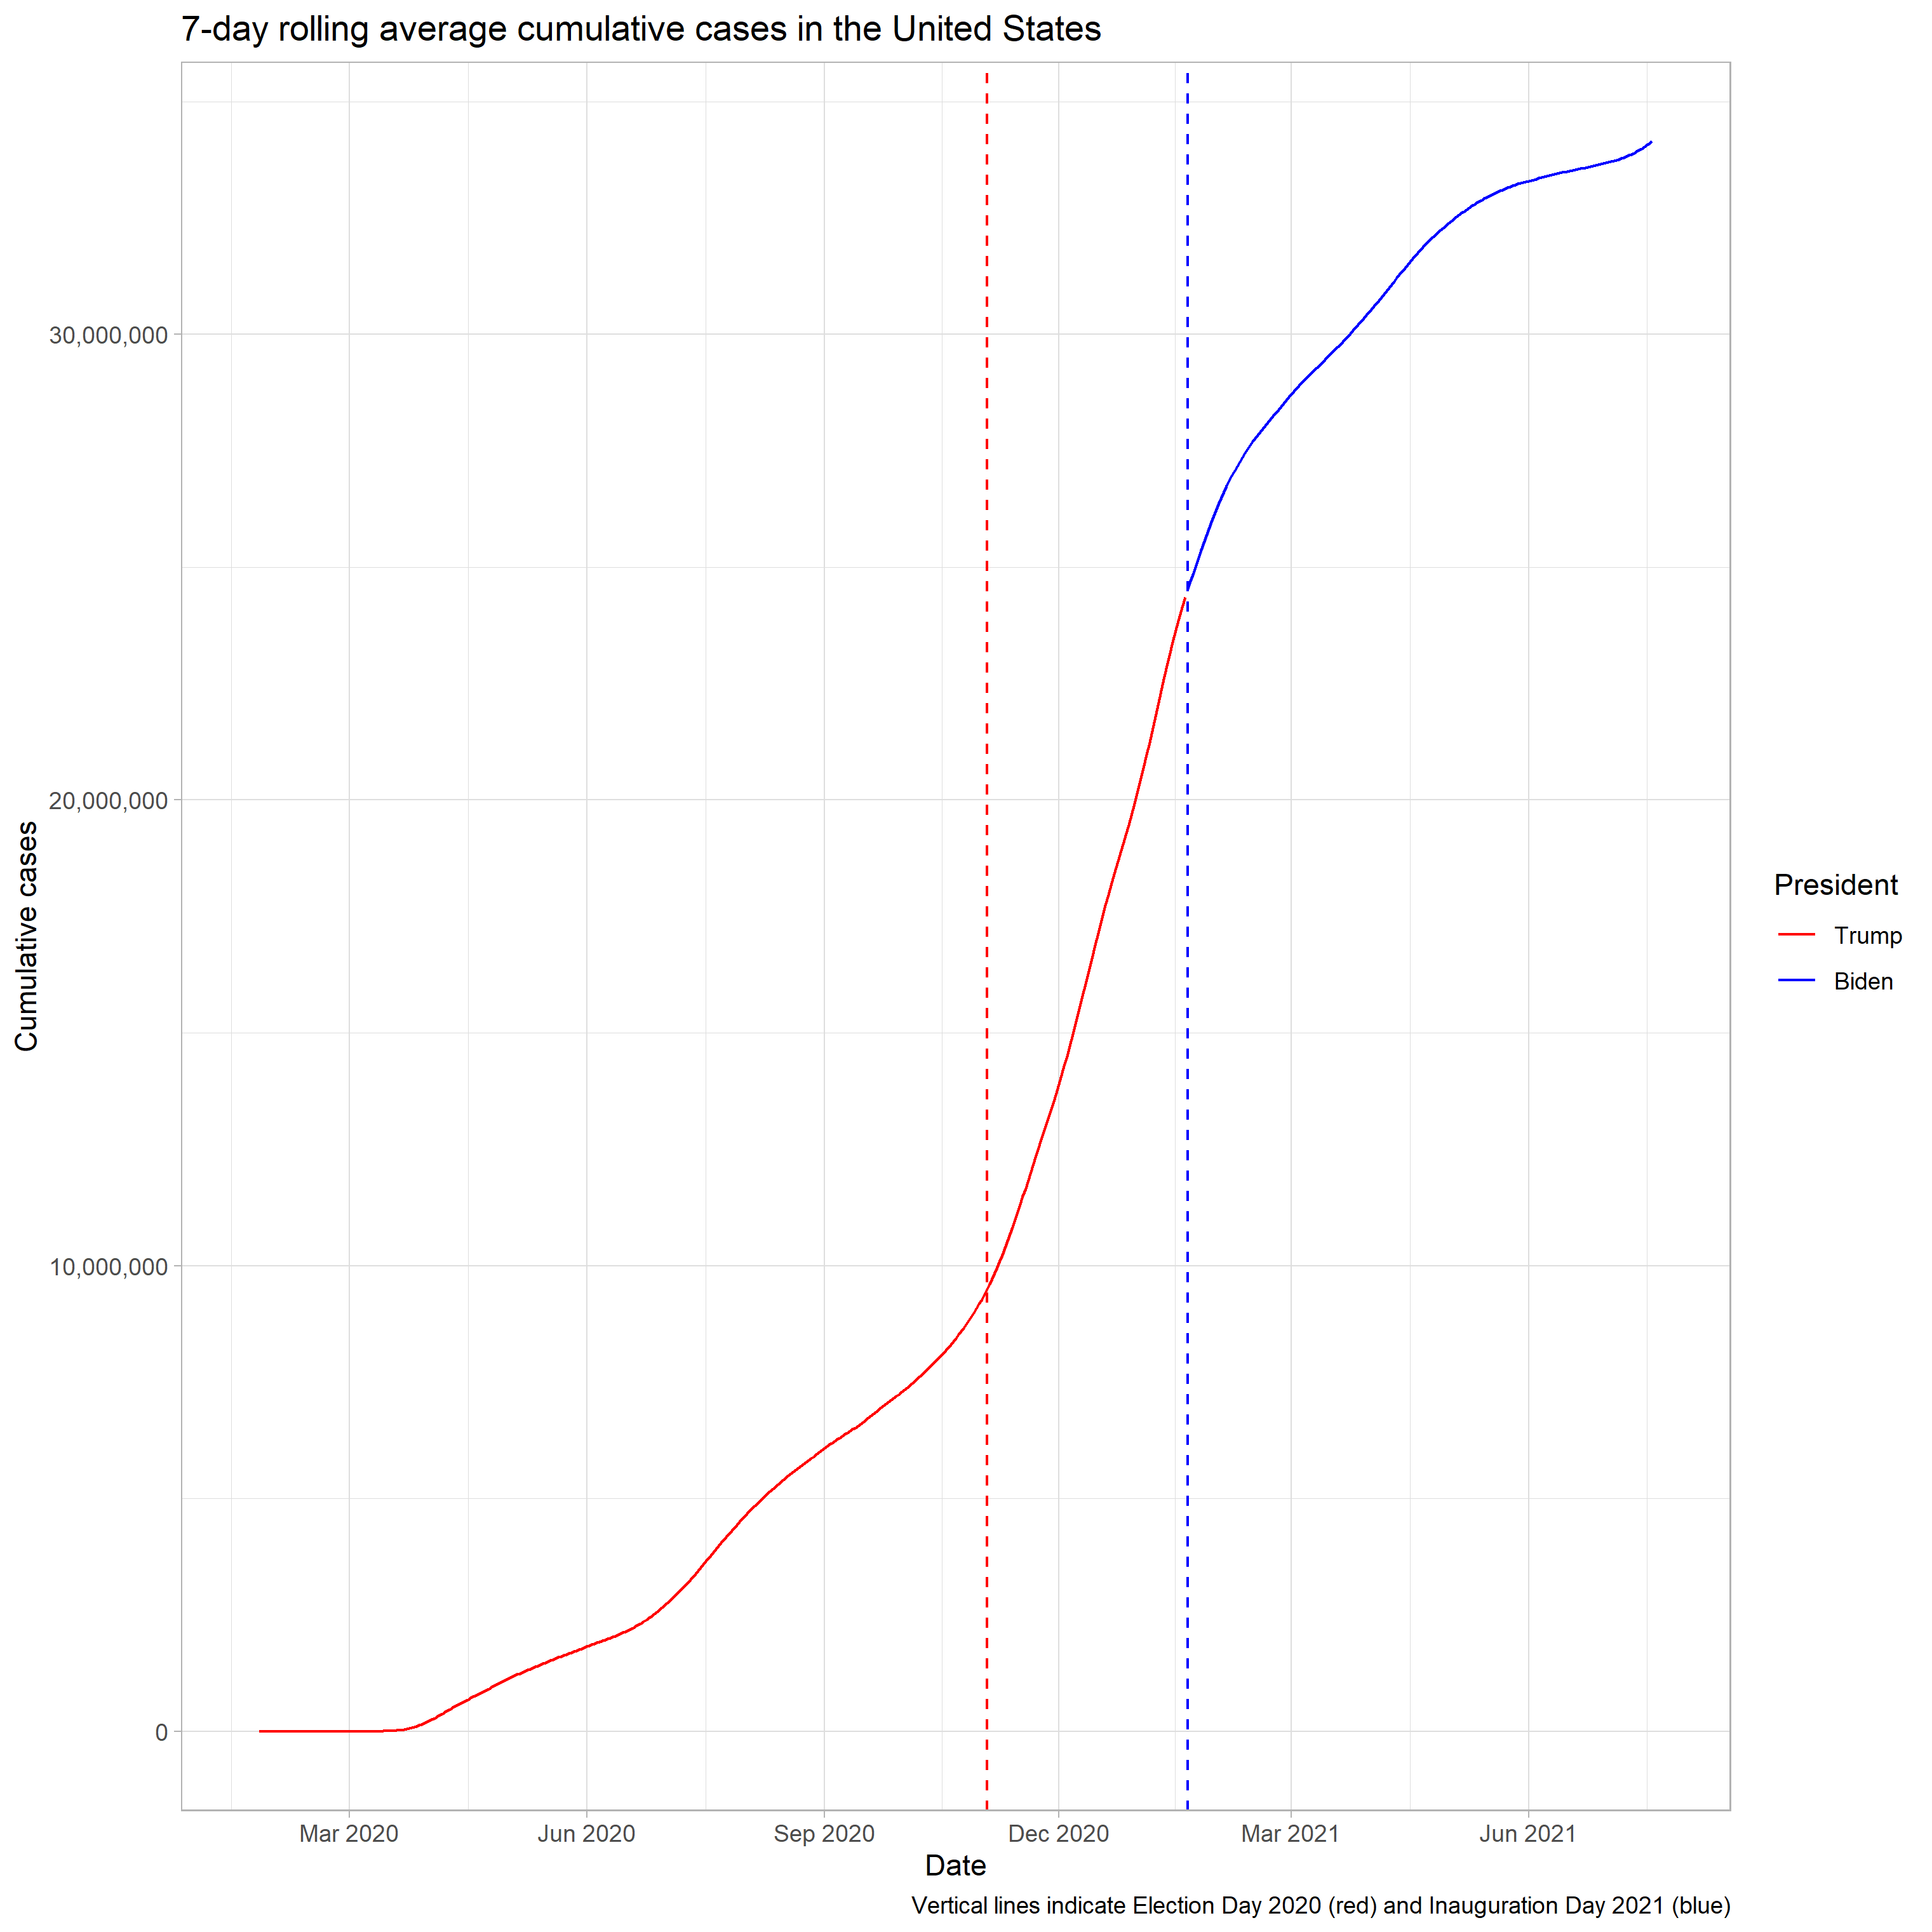 7-day rolling average cumulative cases in the United States
Cumulative cases
30,000,000
20,000,000
10,000,000
0
Mar 2020 Jun 2020 Sep 2020 Dec 2020 Mar 2021 Jun 2021
Date
President
Trump
Biden
Vertical lines indicate Election Day 2020 (red) and Inauguration Day 2021 (blue)